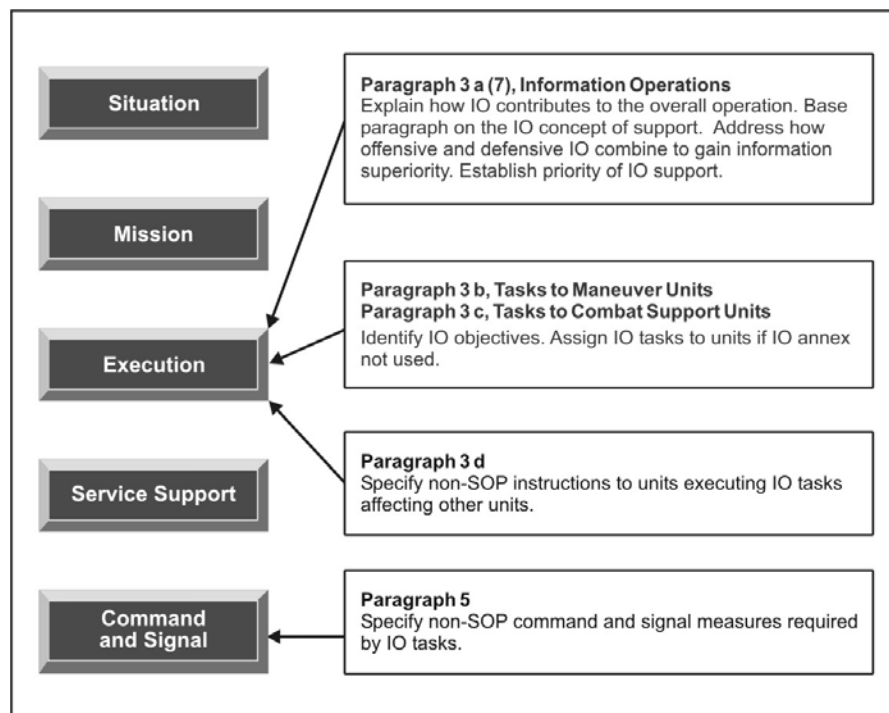 Situation
Mission
Execution
Service Support
Command
and Signal
Paragraph 3 a (7), Information Operations
Explain how IO contributes to the overall operation. Base
paragraph on the IO concept of support.  Address how
offensive and defensive IO combine to gain information
superiority. Establish priority of IO support.
Paragraph 3 b, Tasks to Maneuver Units
Paragraph 3 c, Tasks to Combat Support Units
Identify IO objectives. Assign IO tasks to units if IO annex
not used.
Paragraph 3 d
Specify non-SOP instructions to units executing IO tasks
affecting other units.
Paragraph 5
Specify non-SOP command and signal measures required
by IO tasks.